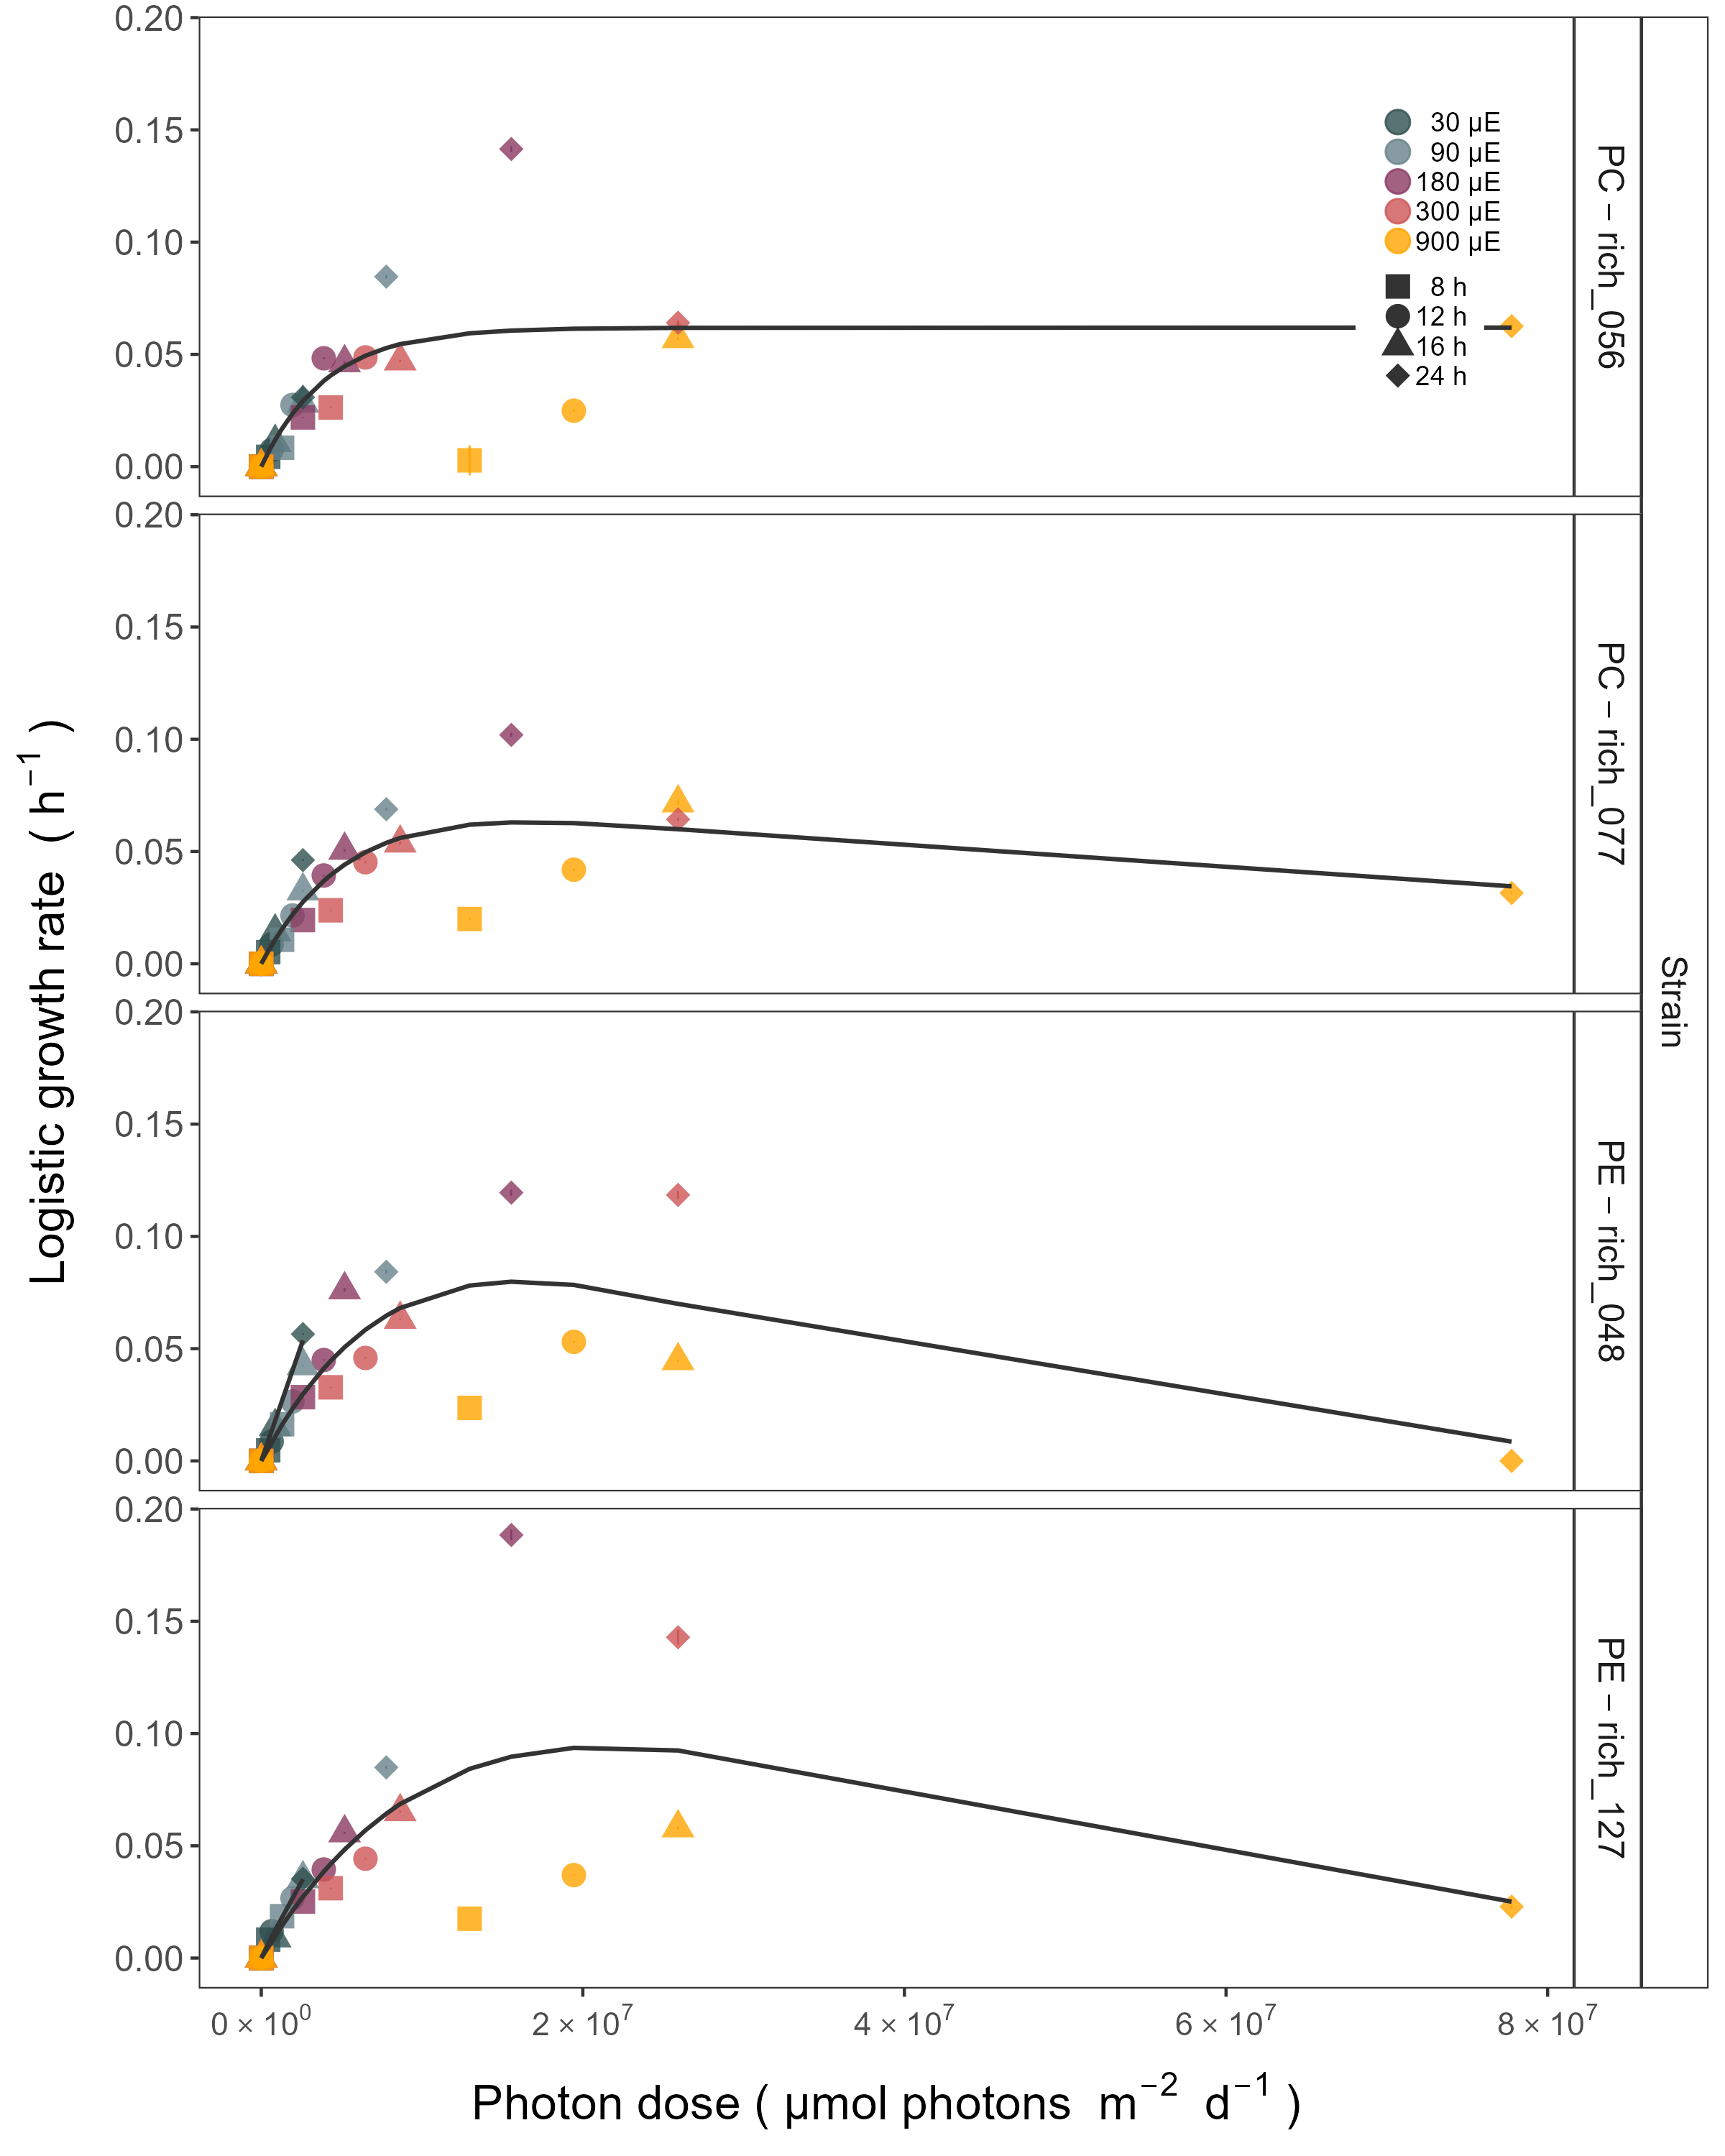 Logistic growth rate ( h⁻¹ )
0.20
0.15
0.10
0.05
0.00
30 µE
90 µE
180 µE
300 µE
900 µE
8 h
12 h
16 h
24 h
PC − rich_056
0.20
0.15
0.10
0.05
0.00
PC − rich_077
0.20
0.15
0.10
0.05
0.00
PE − rich_048
0.20
0.15
0.10
0.05
0.00
PE − rich_127
Strain
0 × 10⁰ 2 × 10⁷ 4 × 10⁷ 6 × 10⁷ 8 × 10⁷
Photon dose ( µmol photons m⁻² d⁻¹ )